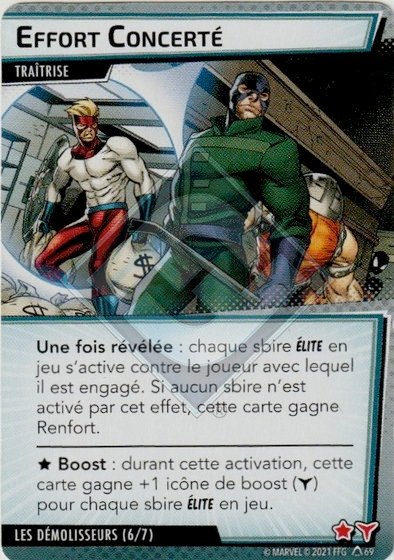 EFFORT CONCERTÉ
TRAÎTRISE
$
$
Une fois révélée : chaque sbire ÉLITE en
jeu s'active contre le joueur avec lequel
il est engagé. Si aucun sbire n'est
activé par cet effet, cette carte gagne
Renfort.
★ Boost : durant cette activation, cette
carte gagne +1 icône de boost ( )
pour chaque sbire ÉLITE en jeu.
LES DÉMOLISSEURS (6/7)
© MARVEL © 2021 FFG 69